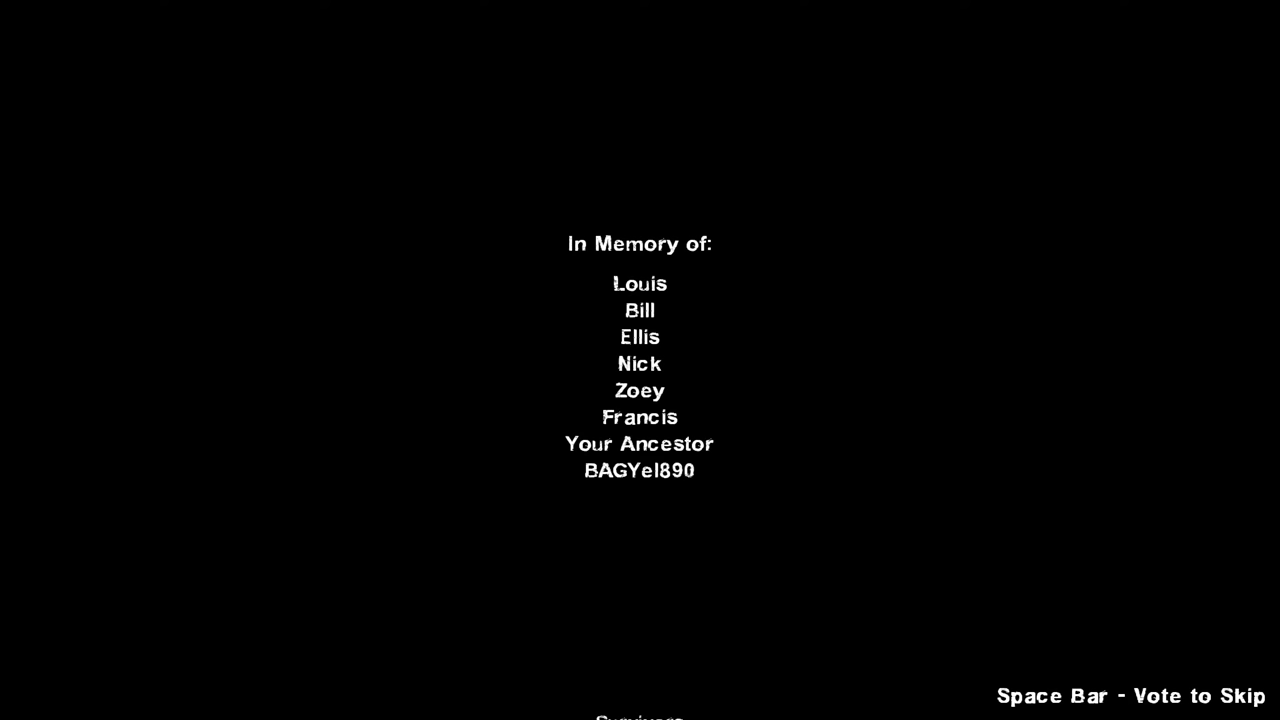 In Memory of:
Louis
Bill
Ellis
Nick
Zoey
Francis
Your Ancestor
BAGYel890
Space Bar - Vote to Skip